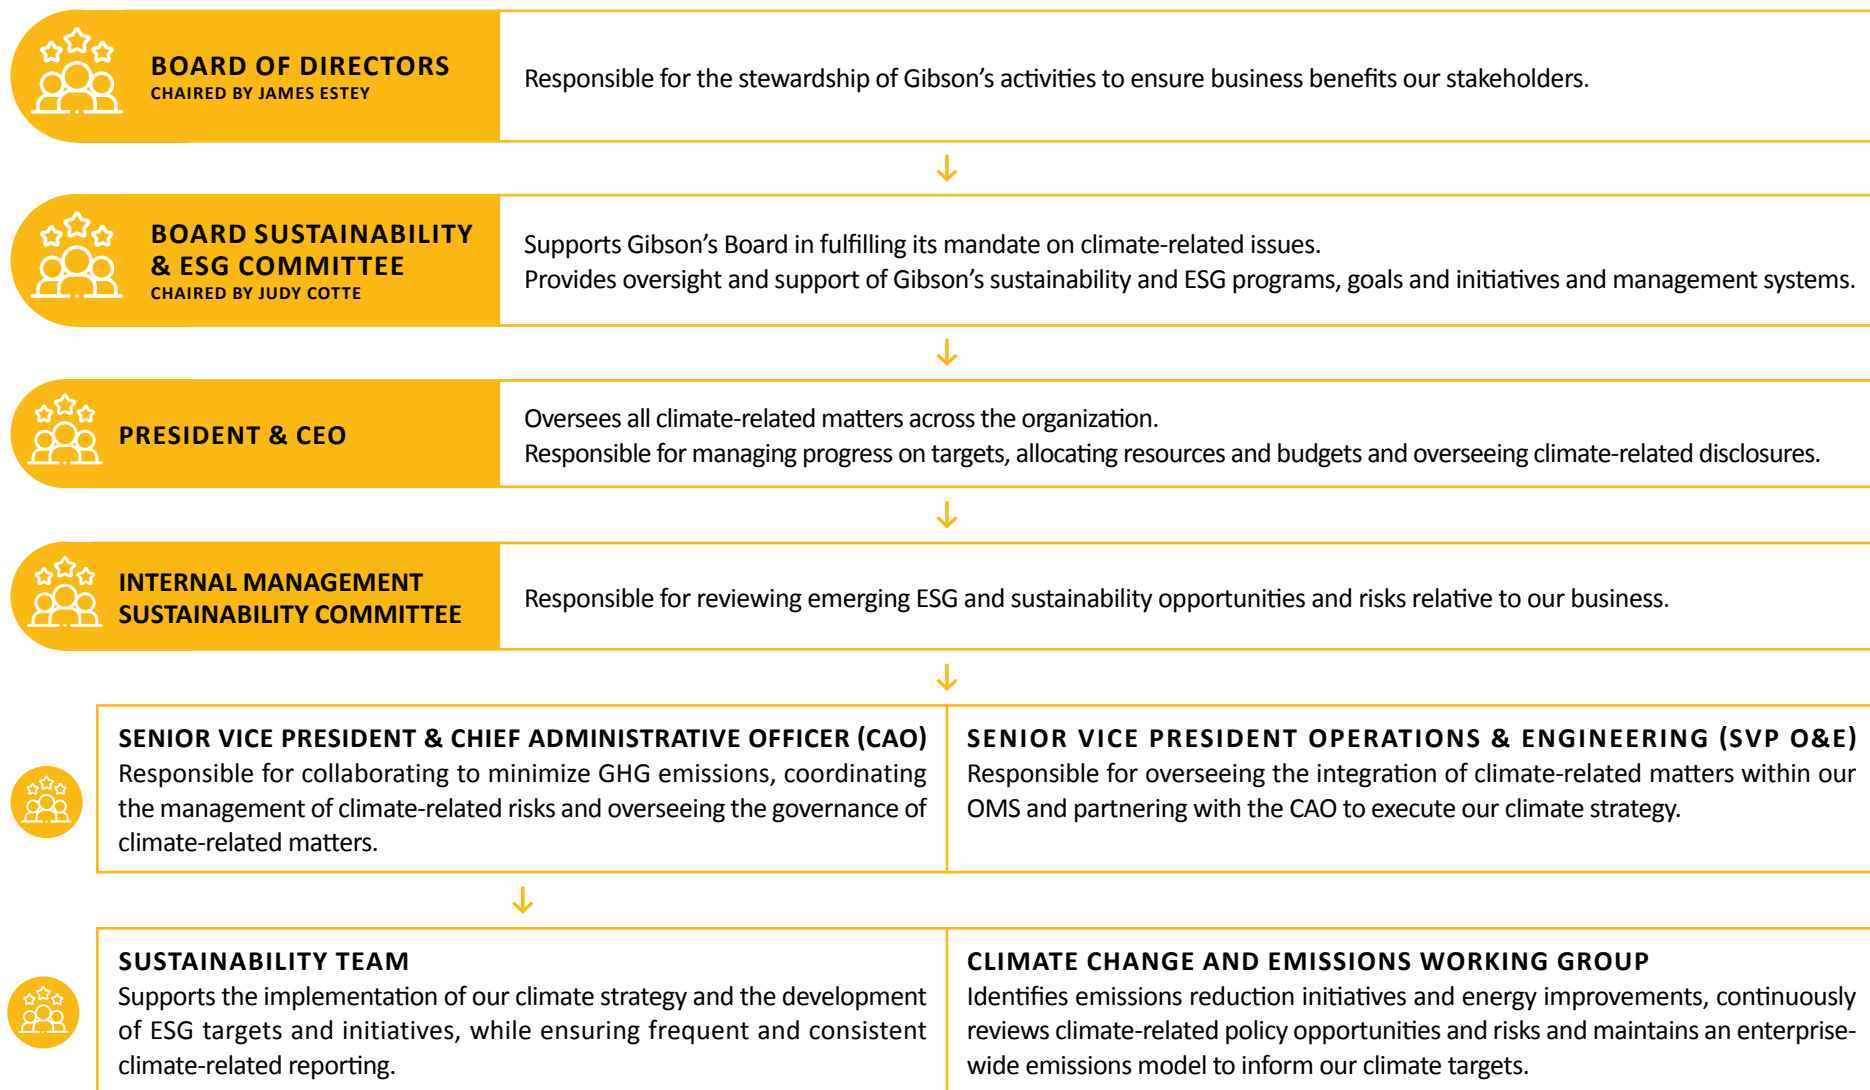 BOARD OF DIRECTORS
CHAIRED BY JAMES ESTEY
Responsible for the stewardship of Gibson’s activities to ensure business benefits our stakeholders.
BOARD SUSTAINABILITY
& ESG COMMITTEE
CHAIRED BY JUDY COTTE
Supports Gibson’s Board in fulfilling its mandate on climate-related issues.
Provides oversight and support of Gibson’s sustainability and ESG programs, goals and initiatives and management systems.
PRESIDENT & CEO
Oversees all climate-related matters across the organization.
Responsible for managing progress on targets, allocating resources and budgets and overseeing climate-related disclosures.
INTERNAL MANAGEMENT
SUSTAINABILITY COMMITTEE
Responsible for reviewing emerging ESG and sustainability opportunities and risks relative to our business.
SENIOR VICE PRESIDENT & CHIEF ADMINISTRATIVE OFFICER (CAO)
Responsible for collaborating to minimize GHG emissions, coordinating
the management of climate-related risks and overseeing the governance of
climate-related matters.
SENIOR VICE PRESIDENT OPERATIONS & ENGINEERING (SVP O&E)
Responsible for overseeing the integration of climate-related matters within our
OMS and partnering with the CAO to execute our climate strategy.
SUSTAINABILITY TEAM
Supports the implementation of our climate strategy and the development
of ESG targets and initiatives, while ensuring frequent and consistent
climate-related reporting.
CLIMATE CHANGE AND EMISSIONS WORKING GROUP
Identifies emissions reduction initiatives and energy improvements, continuously
reviews climate-related policy opportunities and risks and maintains an enterprise-
wide emissions model to inform our climate targets.